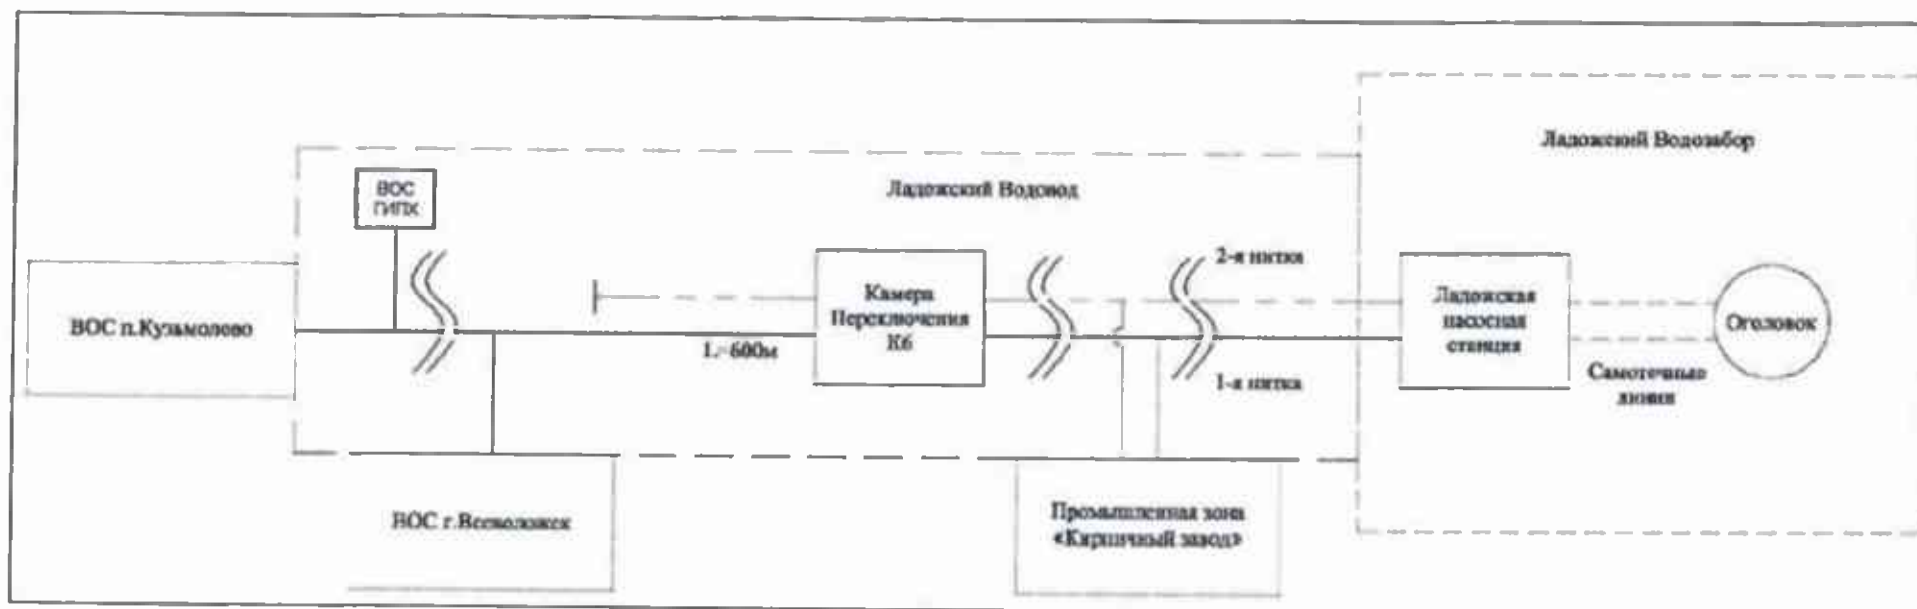 Ладожский Водозабор
ВОС
ГИПХ
Ладожский Водовод
2-я нитка
Камера
Переключения
К6
Ладожская
насосная
станция
Оголовок
ВОС п.Кузьмолово
L=600м
1-я нитка
Самотечные
линии
ВОС г.Всеволожск
Промышленная зона
«Кирпичный завод»